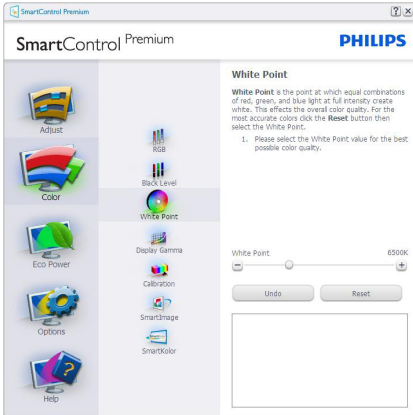 SmartControl Premium
SmartControl Premium
PHILIPS
Adjust
Color
Eco Power
Options
Help
RGB
Black Level
White Point
Display Gamma
Calibration
SmartImage
SmartKolor
White Point
White Point is the point at which equal combinations
of red, green, and blue light at full intensity create
white. This effects the overall color quality. For the
most accurate colors click the Reset button then
select the White Point.
1. Please select the White Point value for the best
possible color quality.
White Point 6500K
Undo Reset